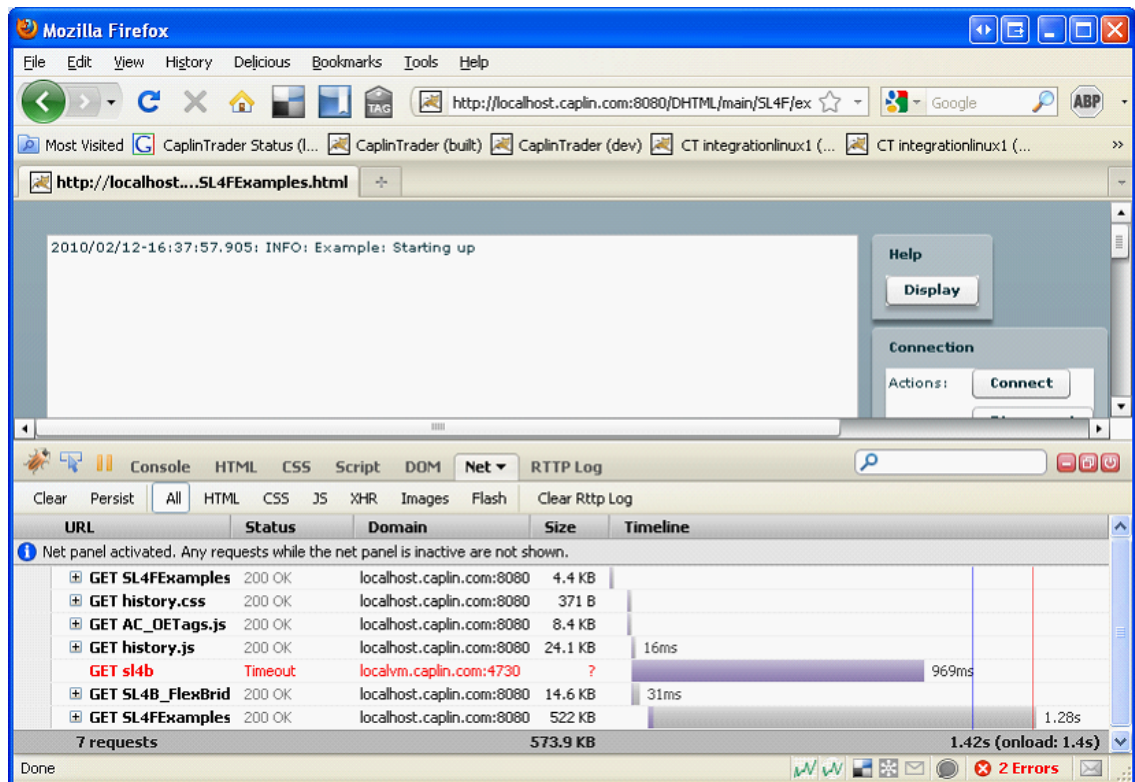 Mozilla Firefox
File Edit View History Delicious Bookmarks Tools Help
TAG http://localhost.caplin.com:8080/DHTML/main/SL4F/ex Google ABP
Most Visited G CaplinTrader Status (l... CaplinTrader (built) CaplinTrader (dev) CT integrationlinux1 (... CT integrationlinux1 (... »
http://localhost....SL4FExamples.html
2010/02/12-16:37:57.905: INFO: Example: Starting up
Help
Display
Connection
Actions: Connect
Console HTML CSS Script DOM Net RTTP Log
Clear Persist All HTML CSS JS XHR Images Flash Clear Rttp Log
URL Status Domain Size Timeline
Net panel activated. Any requests while the net panel is inactive are not shown.
GET SL4FExamples 200 OK localhost.caplin.com:8080 4.4 KB
GET history.css 200 OK localhost.caplin.com:8080 371 B
GET AC_OETags.js 200 OK localhost.caplin.com:8080 8.4 KB
GET history.js 200 OK localhost.caplin.com:8080 24.1 KB 16ms
GET sl4b Timeout localvm.caplin.com:4730 ? 969ms
GET SL4B_FlexBrid 200 OK localhost.caplin.com:8080 14.6 KB 31ms
GET SL4FExamples 200 OK localhost.caplin.com:8080 522 KB 1.28s
7 requests 573.9 KB 1.42s (onload: 1.4s)
Done 2 Errors